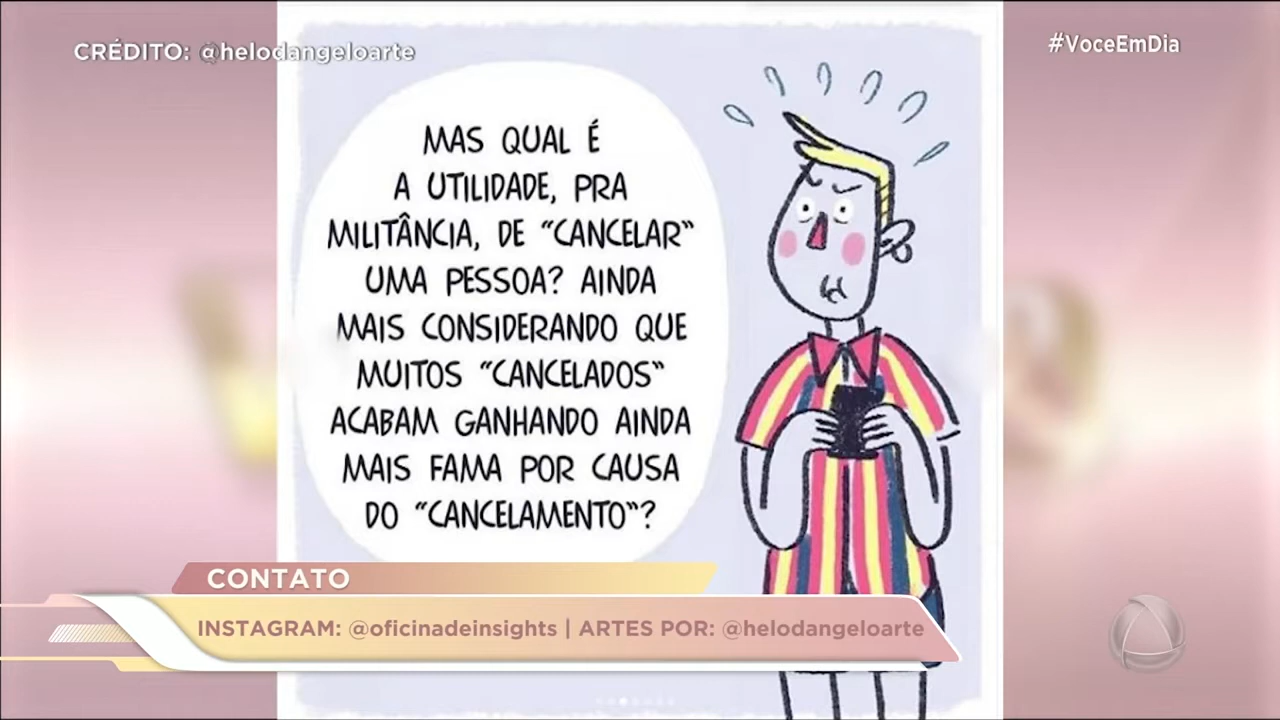 CRÉDITO: @helodangeloarte
#VoceEmDia
MAS QUAL É
A UTILIDADE, PRA
MILITÂNCIA, DE “CANCELAR”
UMA PESSOA? AINDA
MAIS CONSIDERANDO QUE
MUITOS “CANCELADOS”
ACABAM GANHANDO AINDA
MAIS FAMA POR CAUSA
DO “CANCELAMENTO”?
CONTATO
INSTAGRAM: @oficinadeinsights | ARTES POR: @helodangeloarte